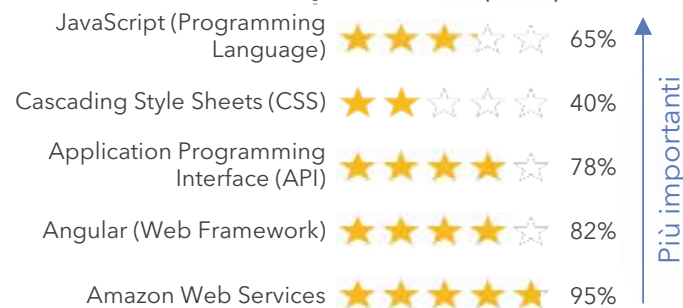 JavaScript (Programming
Language)
65%
Cascading Style Sheets (CSS)
40%
Application Programming
Interface (API)
78%
Angular (Web Framework)
82%
Amazon Web Services
95%
Più importanti